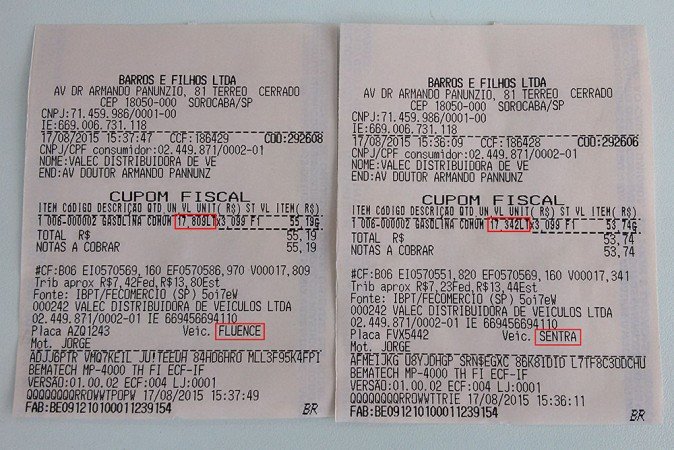 BARROS E FILHOS LTDA
AV DR ARMANDO PANUNZIO, 81 TERREO CERRADO
CEP 18050-000 SOROCABA/SP
CNPJ:71.459.986/0001-00
IE:669.006.731.118
17/08/2015 15:37:47 CCF:186429 COO:292608
CNPJ/CPF consumidor:02.449.871/0002-01
NOME:VALEC DISTRIBUIDORA DE VE
END:AV DOUTOR ARMANDO PANNUNZ
CUPOM FISCAL
ITEM CóDIGO DESCRIÇÃO QTD UN VL UNIT( R$) ST VL ITEM( R$)
1 006-000002 GASOLINA COMUM 17,809LTx3,099 F1 55,19G
TOTAL R$ 55,19
NOTAS A COBRAR 55,19
#CF:B06 EI0570569,160 EF0570586,970 V00017,809
Trib aprox R$7,42Fed,R$13,80Est
Fonte: IBPT/FECOMERCIO (SP) 5oi7eW
000242 VALEC DISTRIBUIDORA DE VEICULOS LTDA
02.449.871/0002-01 IE 669456694110
Placa AZQ1243 Veic. FLUENCE
Mot. JORGE
BEMATECH MP-4000 TH FI ECF-IF
VERSÃO:01.00.02 ECF:004 LJ:0001
QQQQQQQQRROWWTPOPW 17/08/2015 15:37:49
FAB:BE091210100011239154 BR
BARROS E FILHOS LTDA
AV DR ARMANDO PANUNZIO, 81 TERREO CERRADO
CEP 18050-000 SOROCABA/SP
CNPJ:71.459.986/0001-00
IE:669.006.731.118
17/08/2015 15:36:09 CCF:186428 COO:292606
CNPJ/CPF consumidor:02.449.871/0002-01
NOME:VALEC DISTRIBUIDORA DE VE
END:AV DOUTOR ARMANDO PANNUNZ
CUPOM FISCAL
ITEM CóDIGO DESCRIÇÃO QTD UN VL UNIT( R$) ST VL ITEM( R$)
1 006-000002 GASOLINA COMUM 17,342LTx3,099 F1 53,74G
TOTAL R$ 53,74
NOTAS A COBRAR 53,74
#CF:B06 EI0570551,820 EF0570569,160 V00017,341
Trib aprox R$7,23Fed,R$13,44Est
Fonte: IBPT/FECOMERCIO (SP) 5oi7eW
000242 VALEC DISTRIBUIDORA DE VEICULOS LTDA
02.449.871/0002-01 IE 669456694110
Placa FVX5442 Veic. SENTRA
Mot. JORGE
BEMATECH MP-4000 TH FI ECF-IF
VERSÃO:01.00.02 ECF:004 LJ:0001
QQQQQQQQRROWWTTRIE 17/08/2015 15:36:11
FAB:BE091210100011239154 BR